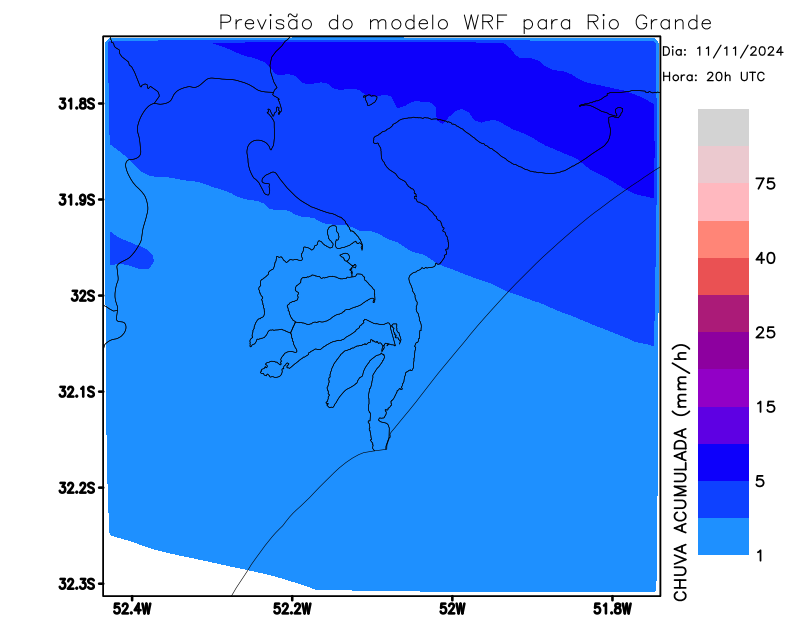 Previsão do modelo WRF para Rio Grande
Dia: 11/11/2024
Hora: 20h UTC
31.8S
31.9S
32S
32.1S
32.2S
32.3S
52.4W
52.2W
52W
51.8W
75
40
25
15
5
1
CHUVA ACUMULADA (mm/h)